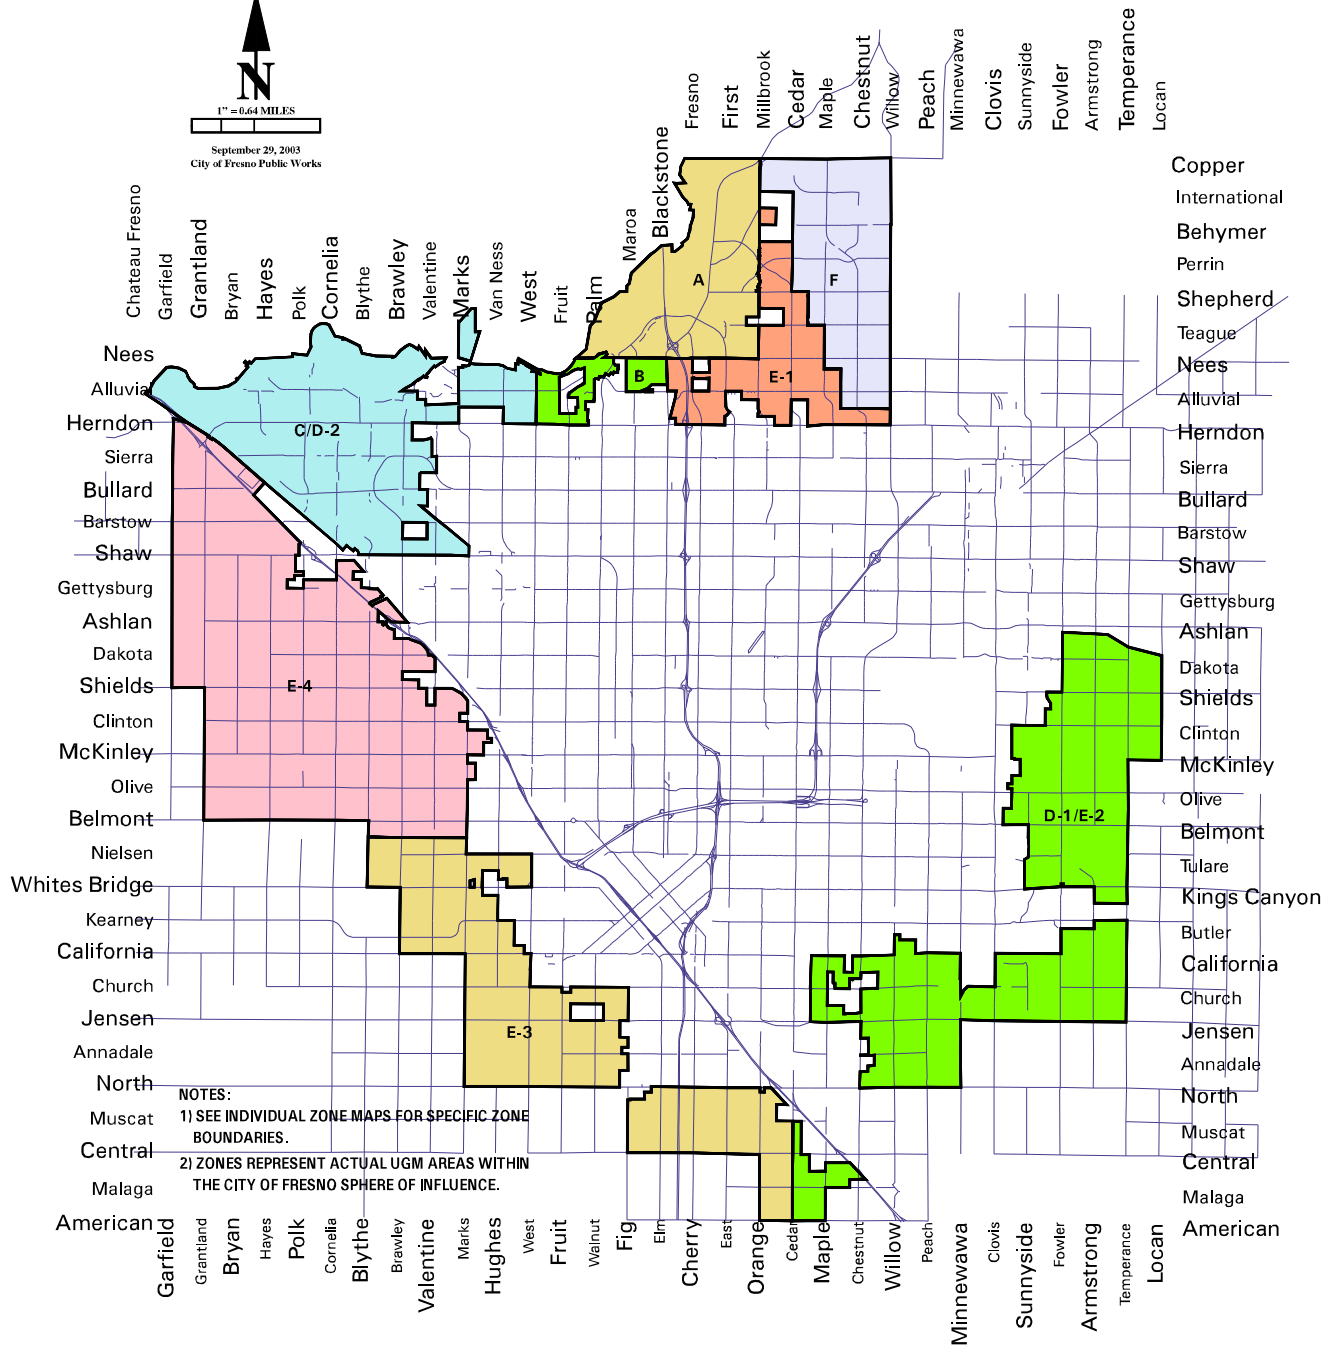 N
1" = 0.64 MILES
September 29, 2003
City of Fresno Public Works
Chateau Fresno
Garfield
Grantland
Bryan
Hayes
Polk
Cornelia
Blythe
Brawley
Valentine
Marks
Van Ness
West
Fruit
Palm
Maroa
Blackstone
Fresno
First
Millbrook
Cedar
Maple
Chestnut
Willow
Peach
Minnewawa
Clovis
Sunnyside
Fowler
Armstrong
Temperance
Locan
Nees
Alluvial
Herndon
Sierra
Bullard
Barstow
Shaw
Gettysburg
Ashlan
Dakota
Shields
Clinton
McKinley
Olive
Belmont
Nielsen
Whites Bridge
Kearney
California
Church
Jensen
Annadale
North
Muscat
Central
Malaga
American
A
F
B
E-1
C/D-2
E-4
D-1/E-2
E-3
Copper
International
Behymer
Perrin
Shepherd
Teague
Nees
Alluvial
Herndon
Sierra
Bullard
Barstow
Shaw
Gettysburg
Ashlan
Dakota
Shields
Clinton
McKinley
Olive
Belmont
Tulare
Kings Canyon
Butler
California
Church
Jensen
Annadale
North
Muscat
Central
Malaga
American
NOTES:
1) SEE INDIVIDUAL ZONE MAPS FOR SPECIFIC ZONE
BOUNDARIES.
2) ZONES REPRESENT ACTUAL UGM AREAS WITHIN
THE CITY OF FRESNO SPHERE OF INFLUENCE.
Garfield
Grantland
Bryan
Hayes
Polk
Cornelia
Blythe
Brawley
Valentine
Marks
Hughes
West
Fruit
Walnut
Fig
Elm
Cherry
East
Orange
Cedar
Maple
Chestnut
Willow
Peach
Minnewawa
Clovis
Sunnyside
Fowler
Armstrong
Temperance
Locan